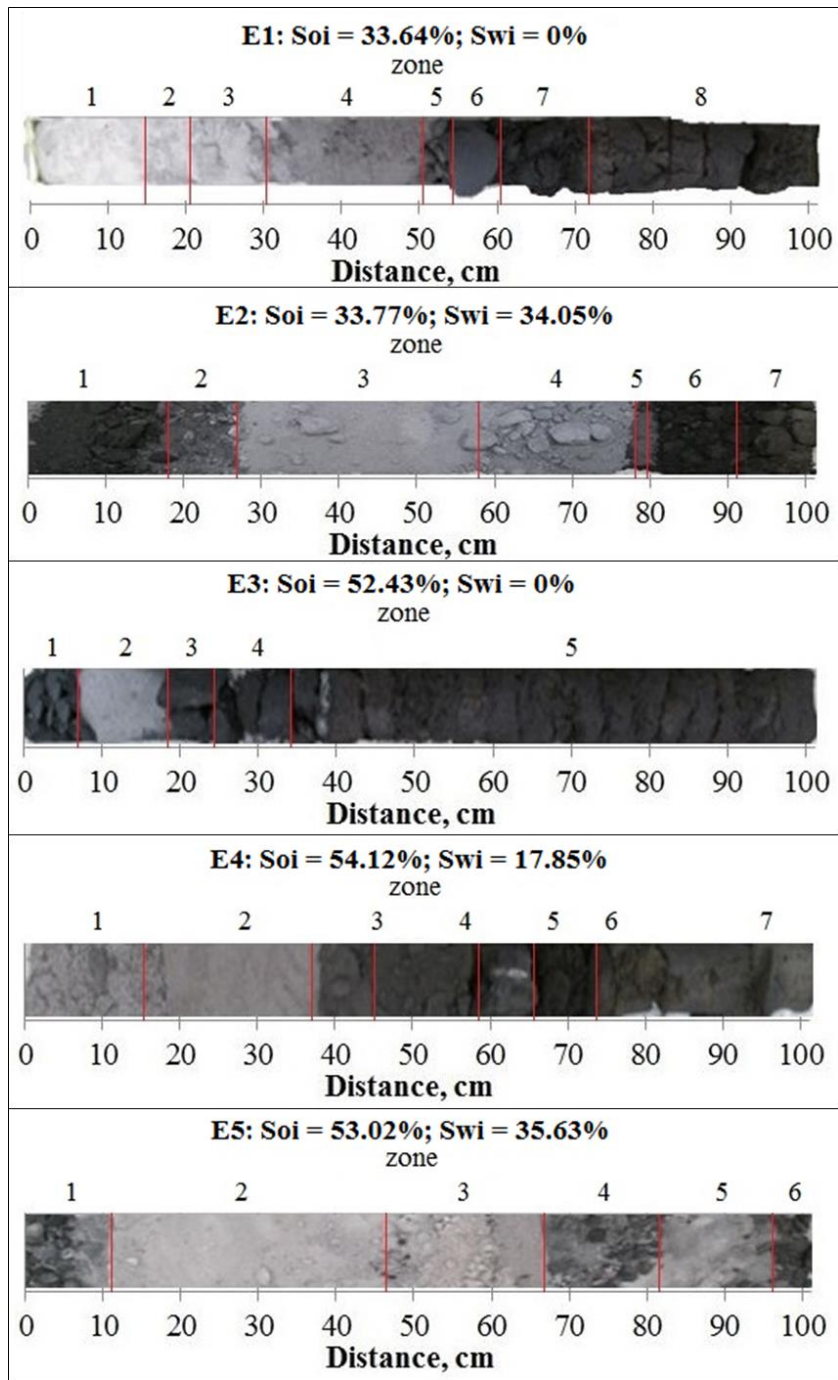 E1: Soi = 33.64%; Swi = 0%
zone
1 2 3 4 5 6 7 8
0 10 20 30 40 50 60 70 80 90 100
Distance, cm
E2: Soi = 33.77%; Swi = 34.05%
zone
1 2 3 4 5 6 7
0 10 20 30 40 50 60 70 80 90 100
Distance, cm
E3: Soi = 52.43%; Swi = 0%
zone
1 2 3 4 5
0 10 20 30 40 50 60 70 80 90 100
Distance, cm
E4: Soi = 54.12%; Swi = 17.85%
zone
1 2 3 4 5 6 7
0 10 20 30 40 50 60 70 80 90 100
Distance, cm
E5: Soi = 53.02%; Swi = 35.63%
zone
1 2 3 4 5 6
0 10 20 30 40 50 60 70 80 90 100
Distance, cm